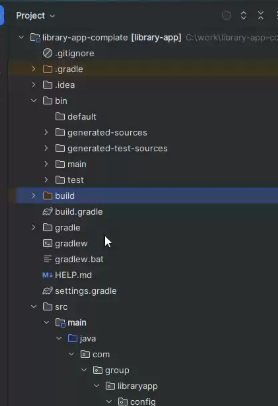 Project
library-app-complate [library-app] C:\work\library-app-co
.gitignore
.gradle
.idea
bin
default
generated-sources
generated-test-sources
main
test
build
build.gradle
gradle
gradlew
gradlew.bat
M↓ HELP.md
settings.gradle
src
main
java
com
group
libraryapp
config